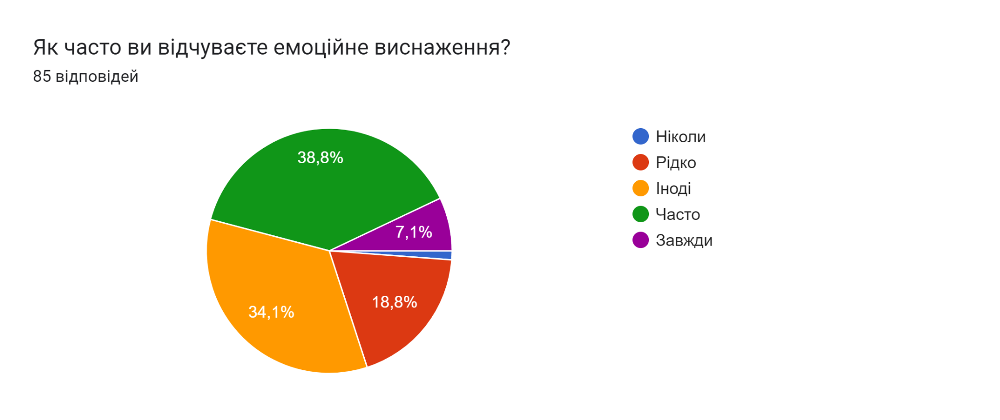 Як часто ви відчуваєте емоційне виснаження?
85 відповідей
38,8%
7,1%
34,1%
18,8%
Ніколи
Рідко
Іноді
Часто
Завжди